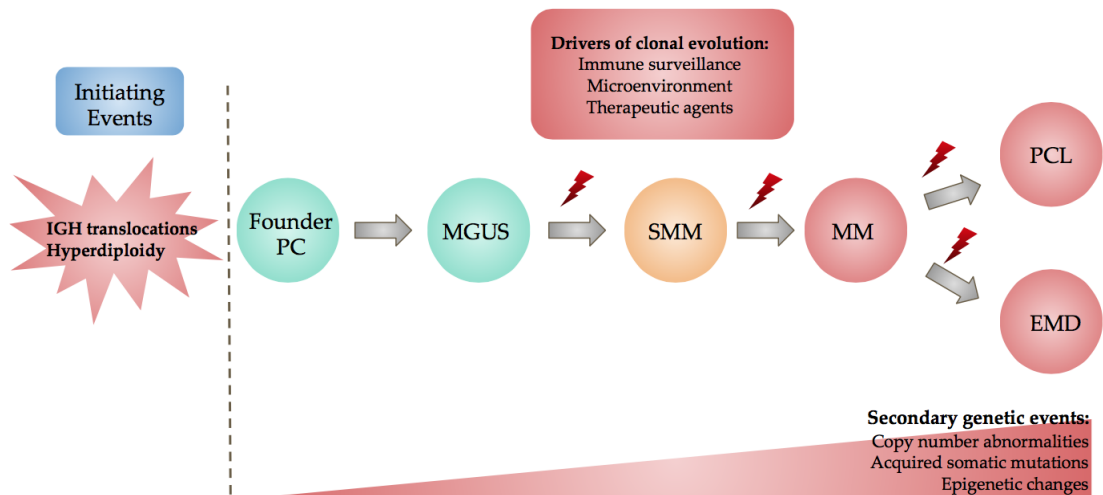 Initiating
Events
IGH translocations
Hyperdiploidy
Drivers of clonal evolution:
Immune surveillance
Microenvironment
Therapeutic agents
Founder
PC
MGUS
SMM
MM
PCL
EMD
Secondary genetic events:
Copy number abnormalities
Acquired somatic mutations
Epigenetic changes